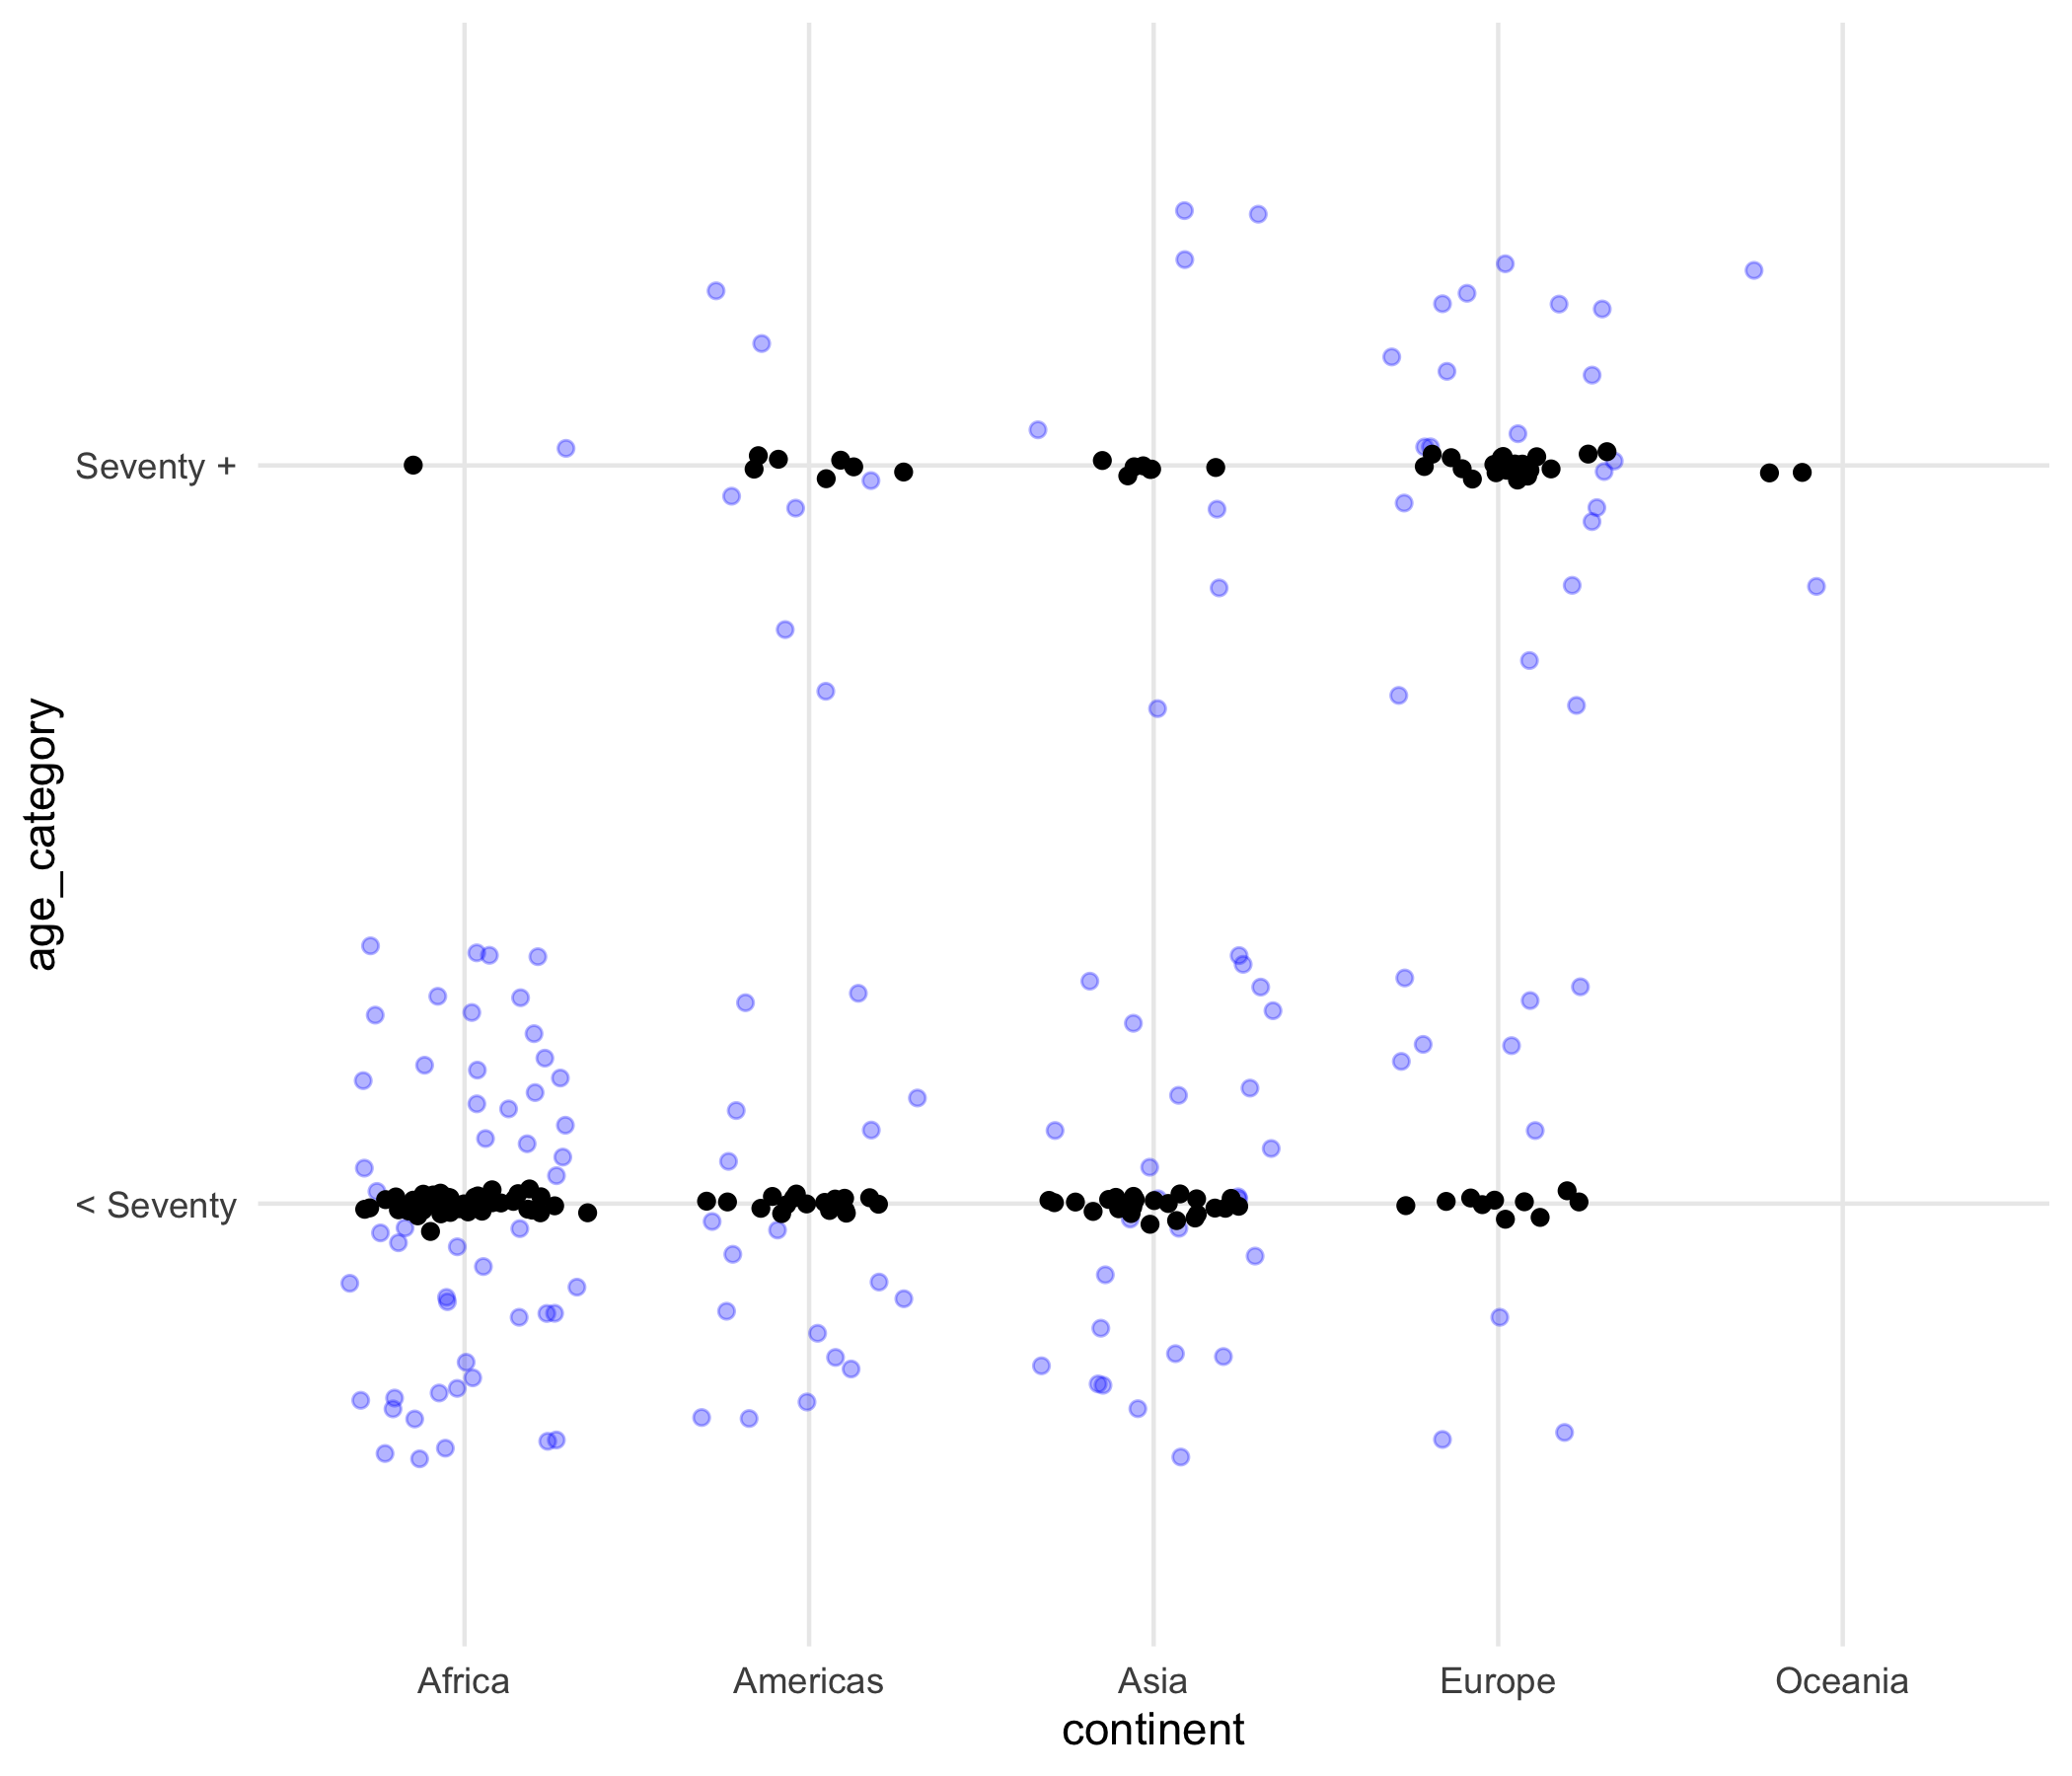 age_category
Seventy +
< Seventy
Africa
Americas
Asia
Europe
Oceania
continent